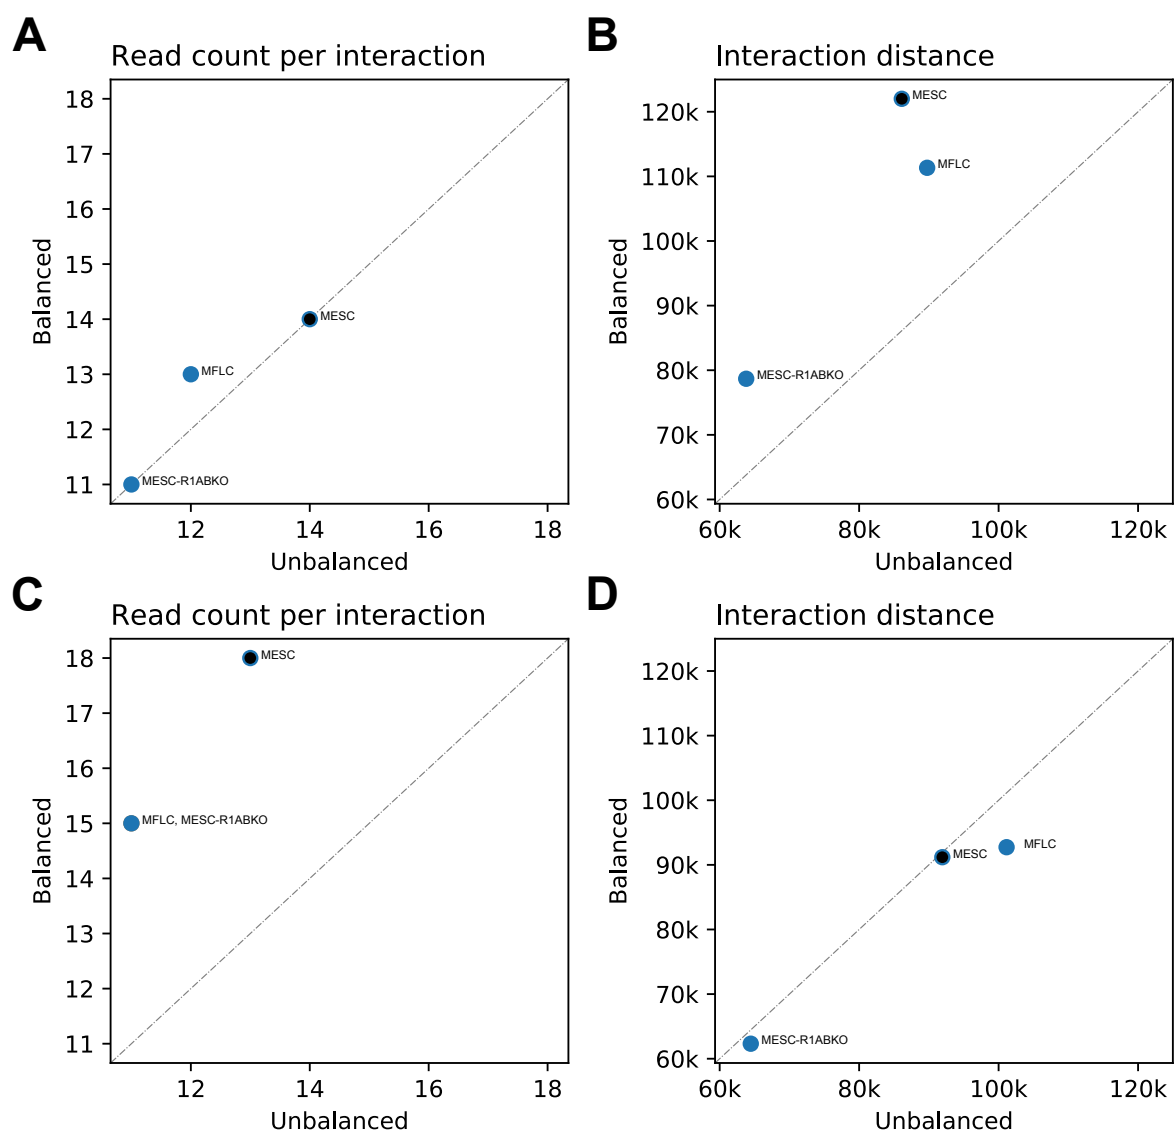 A
Read count per interaction
18
17
16
15
14
13
12
11
Balanced
MESC
MFLC
MESC-R1ABKO
12
14
16
18
Unbalanced
B
Interaction distance
120k
110k
100k
90k
80k
70k
60k
Balanced
MESC
MFLC
MESC-R1ABKO
60k
80k
100k
120k
Unbalanced
C
Read count per interaction
18
17
16
15
14
13
12
11
Balanced
MESC
MFLC, MESC-R1ABKO
12
14
16
18
Unbalanced
D
Interaction distance
120k
110k
100k
90k
80k
70k
60k
Balanced
MESC
MFLC
MESC-R1ABKO
60k
80k
100k
120k
Unbalanced